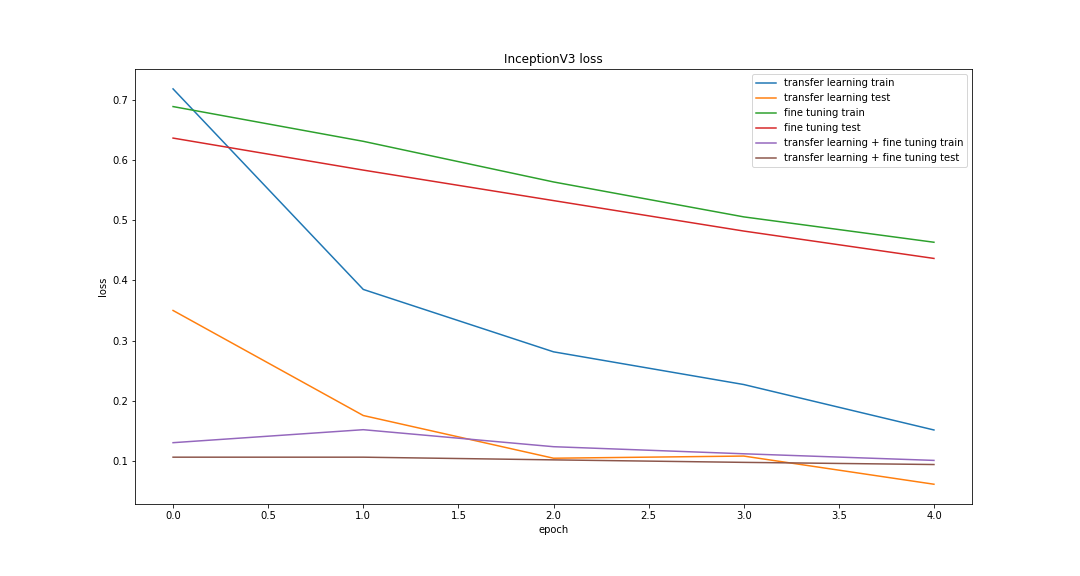 InceptionV3 loss
transfer learning train
transfer learning test
fine tuning train
fine tuning test
transfer learning + fine tuning train
transfer learning + fine tuning test
loss
0.7
0.6
0.5
0.4
0.3
0.2
0.1
0.0 0.5 1.0 1.5 2.0 2.5 3.0 3.5 4.0
epoch